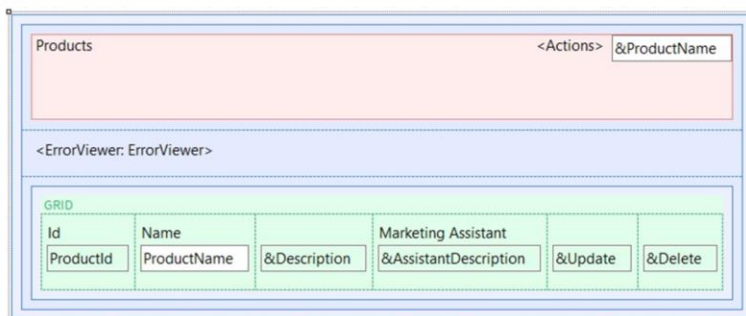 Products <Actions> &ProductName
<ErrorViewer: ErrorViewer>
GRID
Id Name Marketing Assistant
ProductId ProductName &Description &AssistantDescription &Update &Delete